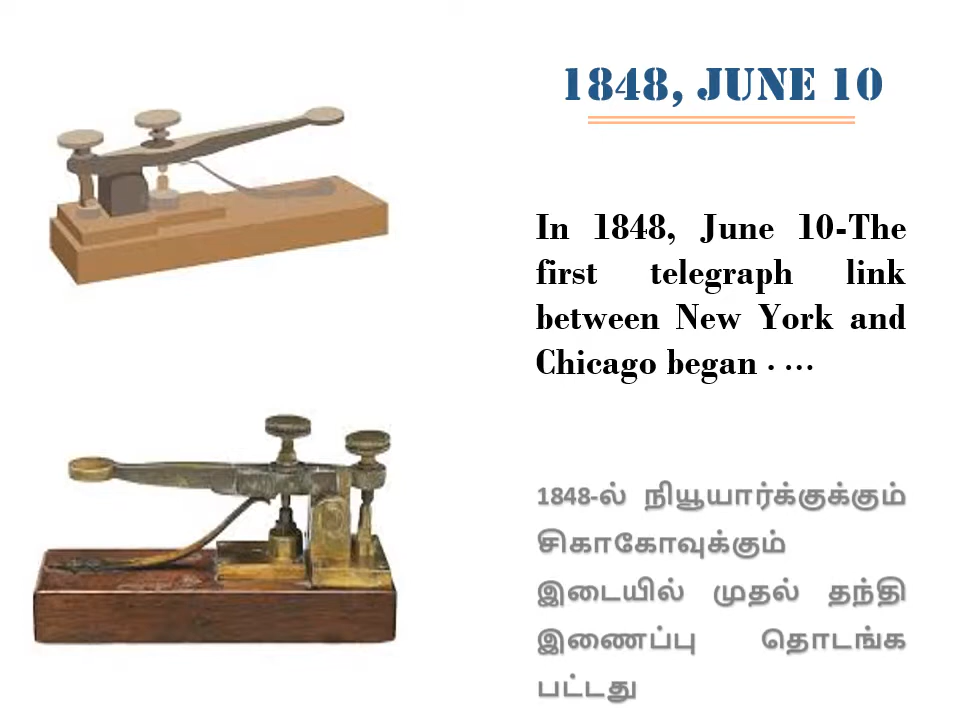 1848, JUNE 10
In 1848, June 10-The
first telegraph link
between New York and
Chicago began . ...
1848-ல் நியூயார்க்குக்கும்
சிகாகோவுக்கும்
இடையில் முதல் தந்தி
இணைப்பு தொடங்க
பட்டது